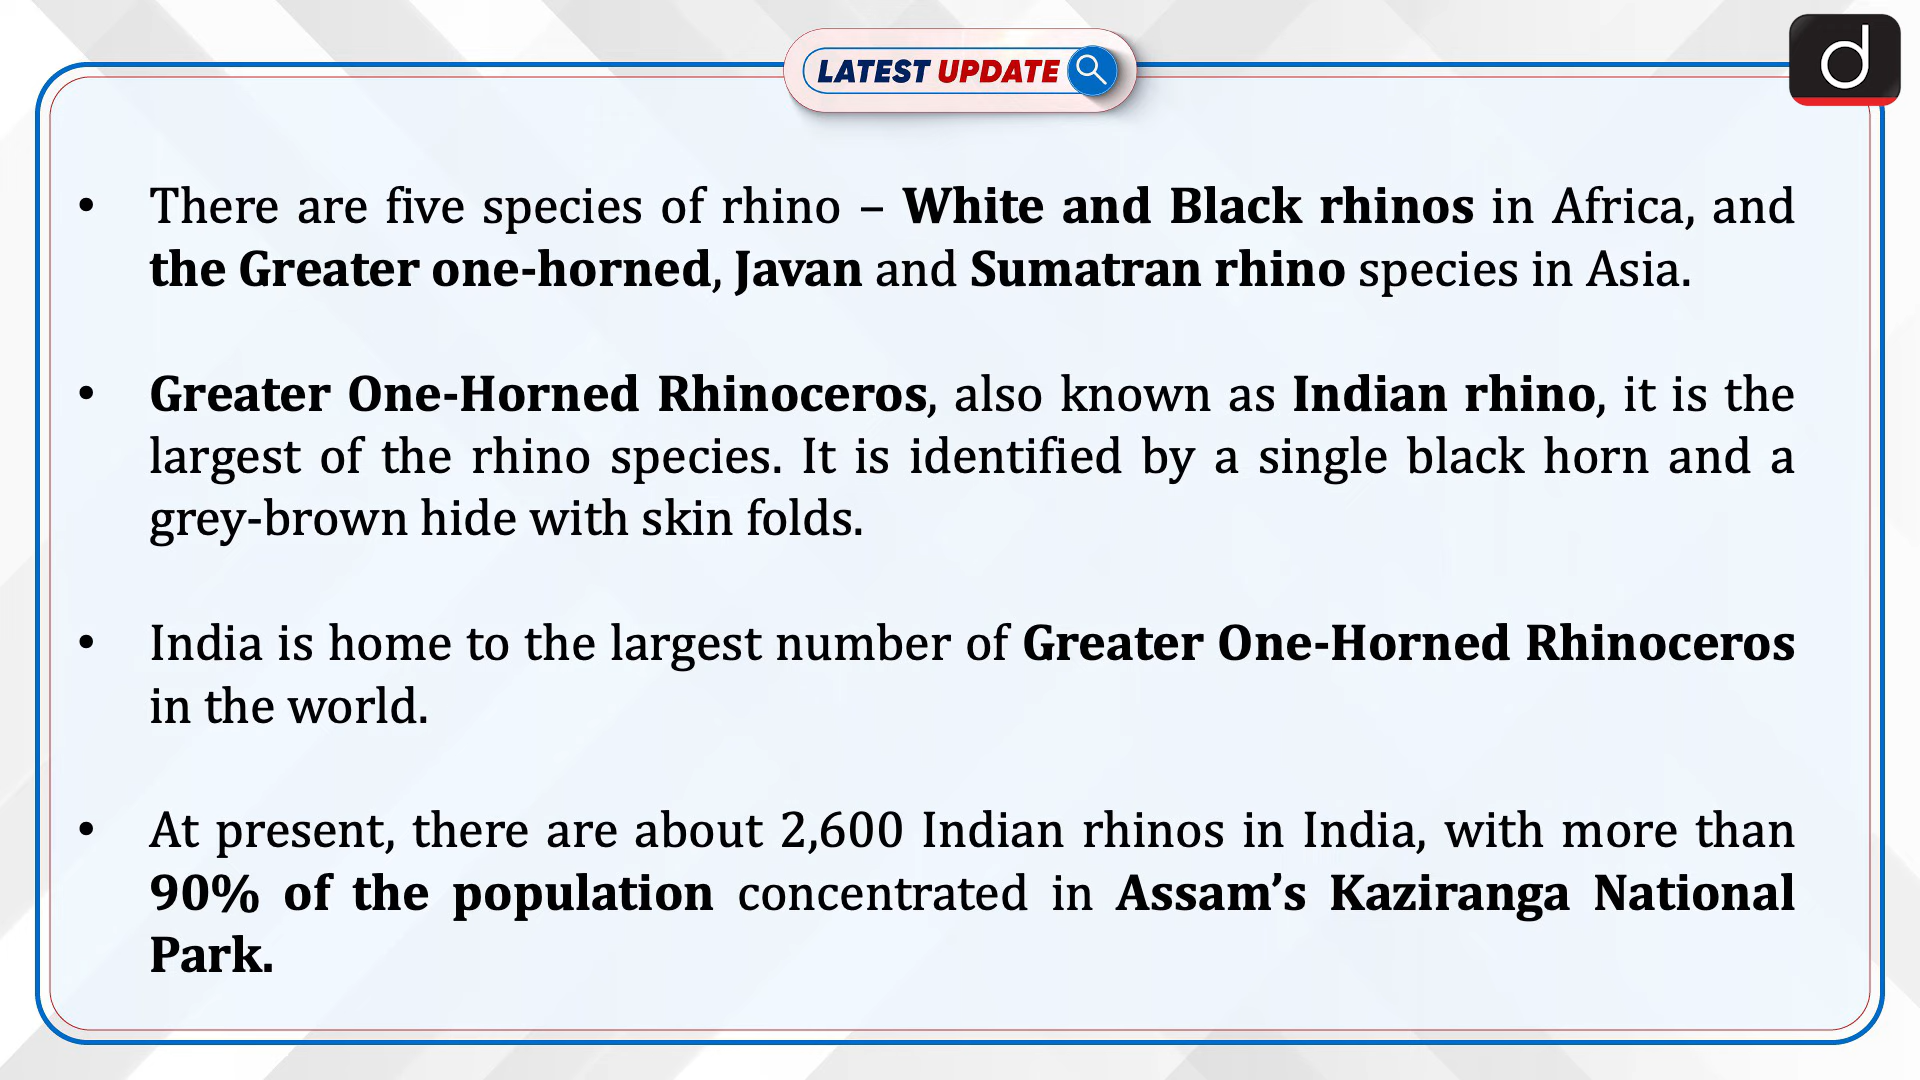 LATEST UPDATE
d
• There are five species of rhino – White and Black rhinos in Africa, and
the Greater one-horned, Javan and Sumatran rhino species in Asia.
• Greater One-Horned Rhinoceros, also known as Indian rhino, it is the
largest of the rhino species. It is identified by a single black horn and a
grey-brown hide with skin folds.
• India is home to the largest number of Greater One-Horned Rhinoceros
in the world.
• At present, there are about 2,600 Indian rhinos in India, with more than
90% of the population concentrated in Assam’s Kaziranga National
Park.